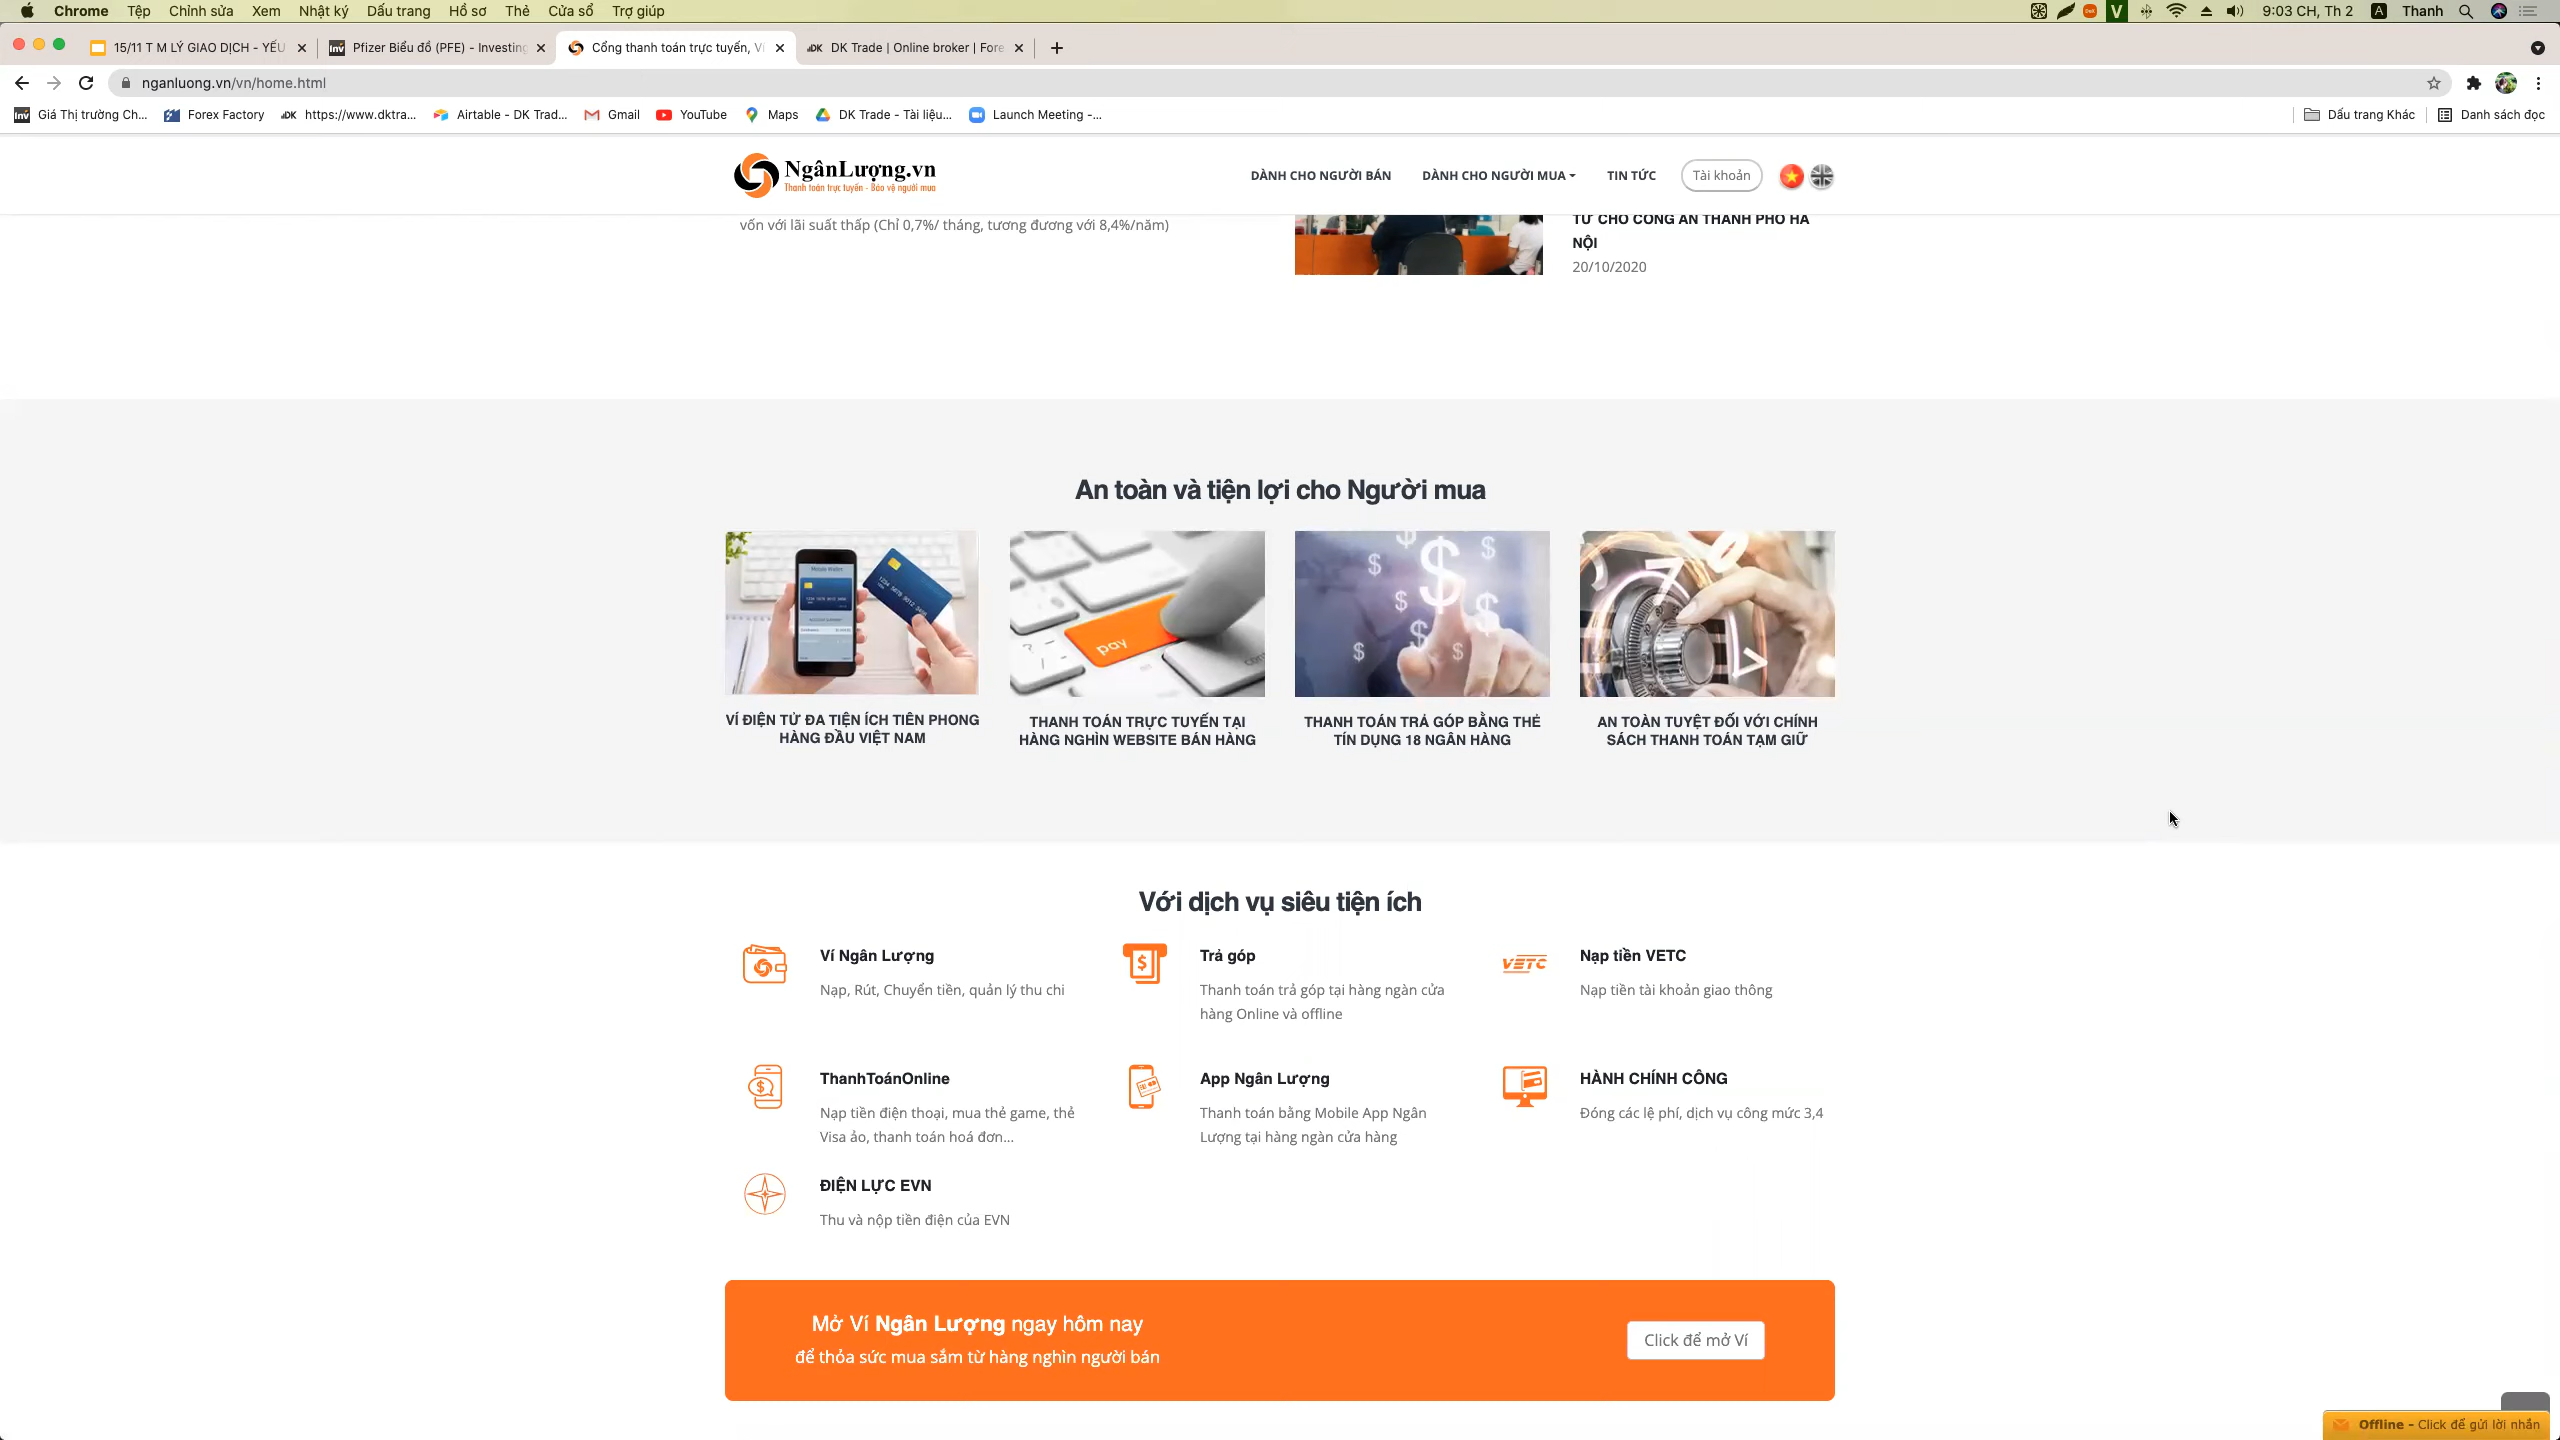 Chrome Tệp Chỉnh sửa Xem Nhật ký Dấu trang Hồ sơ Thẻ Cửa sổ Trợ giúp
V 9:03 CH, Th 2 A Thanh
15/11 T M LÝ GIAO DỊCH - YẾU
Inv Pfizer Biểu đồ (PFE) - Investing
Cổng thanh toán trực tuyến, Ví
DK DK Trade | Online broker | Fore
nganluong.vn/vn/home.html
Inv Giá Thị trường Ch... Forex Factory DK https://www.dktra... Airtable - DK Trad... Gmail YouTube Maps DK Trade - Tài liệu... Launch Meeting -... Dấu trang Khác Danh sách đọc
NgânLượng.vn
Thanh toán trực tuyến - Bảo vệ người mua
DÀNH CHO NGƯỜI BÁN DÀNH CHO NGƯỜI MUA TIN TỨC Tài khoản
vốn với lãi suất thấp (Chỉ 0,7%/ tháng, tương đương với 8,4%/năm)
TỬ CHO CÔNG AN THÀNH PHỐ HÀ
NỘI
20/10/2020
An toàn và tiện lợi cho Người mua
pay
VÍ ĐIỆN TỬ ĐA TIỆN ÍCH TIÊN PHONG
HÀNG ĐẦU VIỆT NAM
THANH TOÁN TRỰC TUYẾN TẠI
HÀNG NGHÌN WEBSITE BÁN HÀNG
THANH TOÁN TRẢ GÓP BẰNG THẺ
TÍN DỤNG 18 NGÂN HÀNG
AN TOÀN TUYỆT ĐỐI VỚI CHÍNH
SÁCH THANH TOÁN TẠM GIỮ
Với dịch vụ siêu tiện ích
Ví Ngân Lượng
Nạp, Rút, Chuyển tiền, quản lý thu chi
Trả góp
Thanh toán trả góp tại hàng ngàn cửa
hàng Online và offline
VETC
Nạp tiền VETC
Nạp tiền tài khoản giao thông
ThanhToánOnline
Nạp tiền điện thoại, mua thẻ game, thẻ
Visa ảo, thanh toán hoá đơn...
App Ngân Lượng
Thanh toán bằng Mobile App Ngân
Lượng tại hàng ngàn cửa hàng
HÀNH CHÍNH CÔNG
Đóng các lệ phí, dịch vụ công mức 3,4
ĐIỆN LỰC EVN
Thu và nộp tiền điện của EVN
Mở Ví Ngân Lượng ngay hôm nay
để thỏa sức mua sắm từ hàng nghìn người bán
Click để mở Ví
Offline - Click để gửi lời nhắn